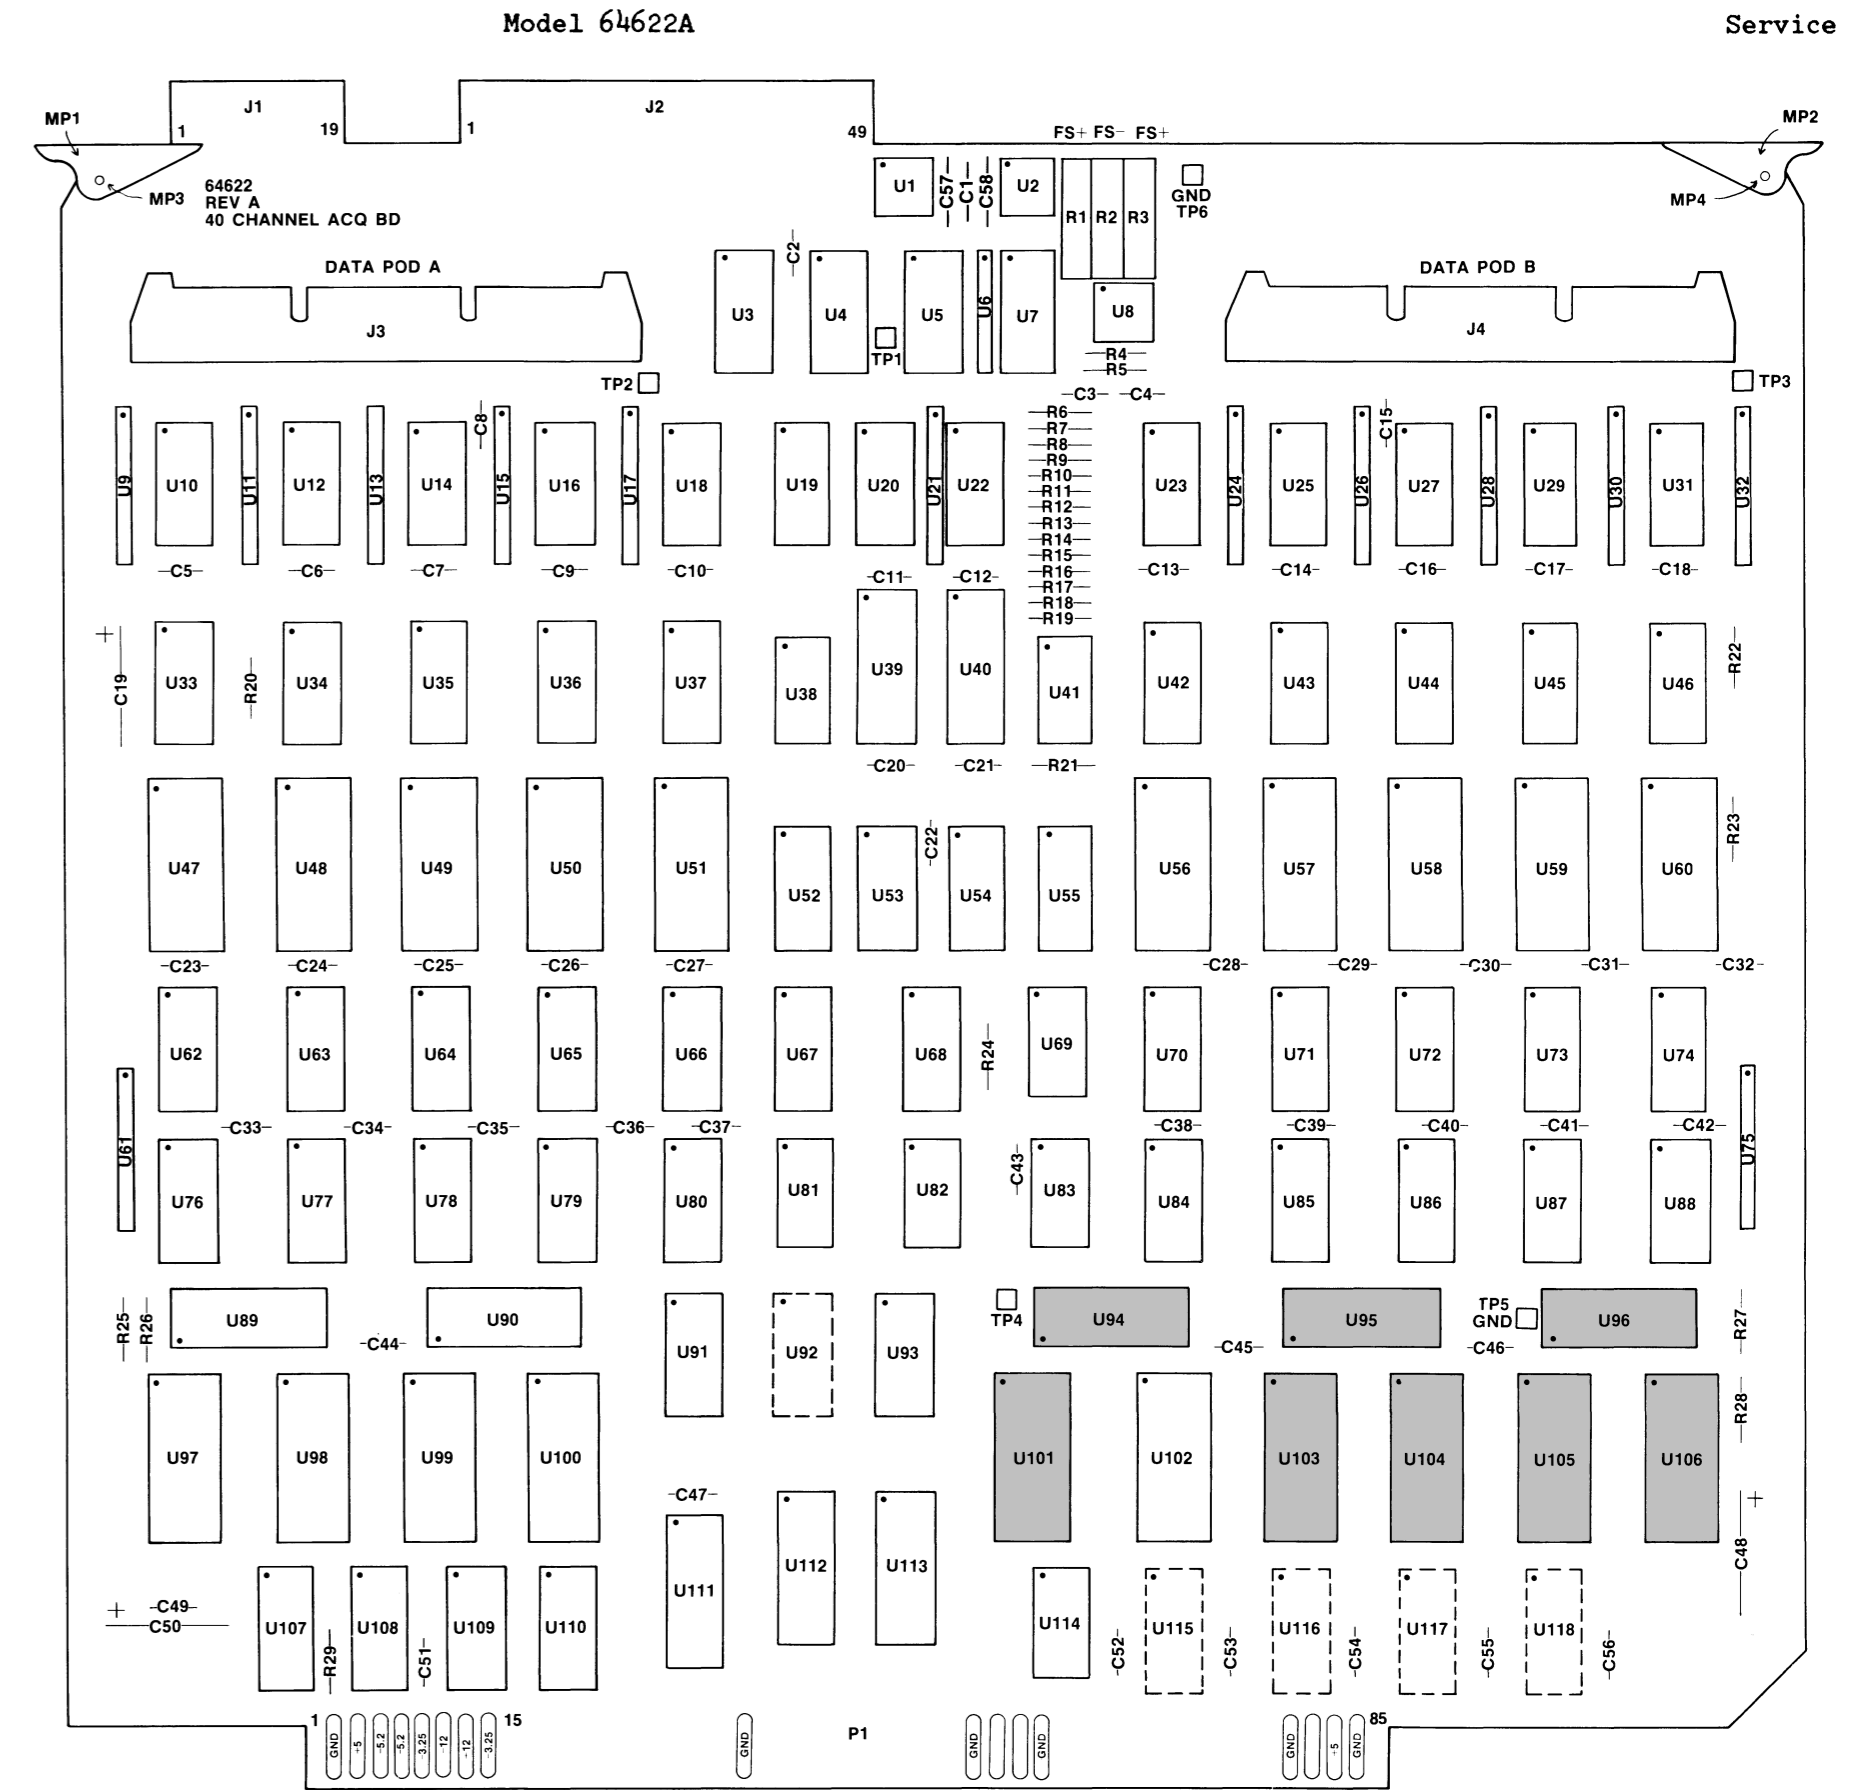 Model 64622A
Service
J1
J2
MP1
1
19
1
49
FS+ FS- FS+
MP2
MP3
64622
REV A
40 CHANNEL ACQ BD
U1
C57
C1
C58
U2
R1
R2
R3
GND
TP6
MP4
C2
DATA POD A
DATA POD B
J3
U3
U4
TP1
U5
U6
U7
U8
J4
R4
R5
TP2
TP3
C3
C4
U9
U10
U11
U12
U13
U14
C8
U15
U16
U17
U18
U19
U20
U21
U22
R6
R7
R8
R9
R10
R11
R12
R13
R14
R15
R16
R17
R18
R19
U23
U24
U25
U26
C15
U27
U28
U29
U30
U31
U32
C5
C6
C7
C9
C10
C11
C12
C13
C14
C16
C17
C18
+
C19
U33
R20
U34
U35
U36
U37
U38
U39
U40
U41
U42
U43
U44
U45
U46
R22
C20
C21
R21
U47
U48
U49
U50
U51
U52
U53
C22
U54
U55
U56
U57
U58
U59
U60
R23
C23
C24
C25
C26
C27
C28
C29
C30
C31
C32
U62
U63
U64
U65
U66
U67
U68
R24
U69
U70
U71
U72
U73
U74
U61
C33
C34
C35
C36
C37
C38
C39
C40
C41
C42
U75
U76
U77
U78
U79
U80
U81
U82
C43
U83
U84
U85
U86
U87
U88
R25
R26
U89
C44
U90
U91
U92
U93
TP4
U94
C45
U95
TP5
GND
C46
U96
R27
U97
U98
U99
U100
U101
U102
U103
U104
U105
U106
R28
C47
+
C48
+
C49
C50
U107
R29
U108
C51
U109
U110
U111
U112
U113
U114
C52
U115
C53
U116
C54
U117
C55
U118
C56
1
GND
+5
-5.2
-5.2
-3.25
-12
-12
-3.25
15
GND
P1
GND
GND
GND
+5
GND
85